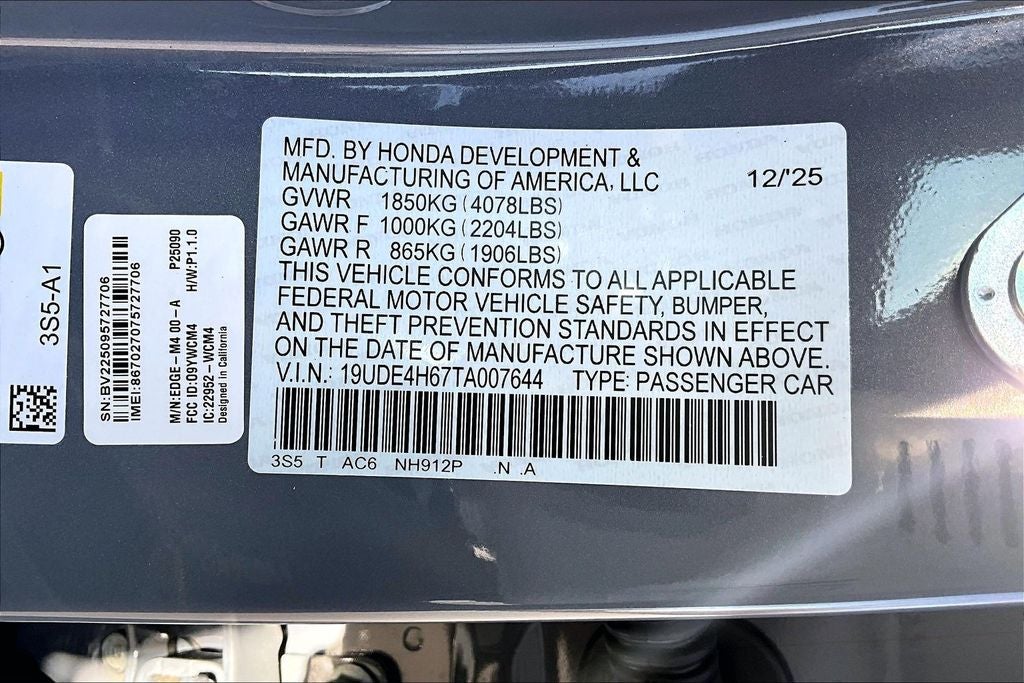 3S5-A1
SN:BV225095727706
IMEI:867027075727706
M/N:EDGE-M4 00-A P25090
FCC ID:09YWCM4 H/W:P1.1.0
IC:22952-WCM4
Designed in California
MFD. BY HONDA DEVELOPMENT &
MANUFACTURING OF AMERICA, LLC 12/'25
GVWR 1850KG (4078LBS)
GAWR F 1000KG (2204LBS)
GAWR R 865KG (1906LBS)
THIS VEHICLE CONFORMS TO ALL APPLICABLE
FEDERAL MOTOR VEHICLE SAFETY, BUMPER,
AND THEFT PREVENTION STANDARDS IN EFFECT
ON THE DATE OF MANUFACTURE SHOWN ABOVE.
V.I.N.: 19UDE4H67TA007644 TYPE: PASSENGER CAR
3S5 T AC6 NH912P .N .A
G